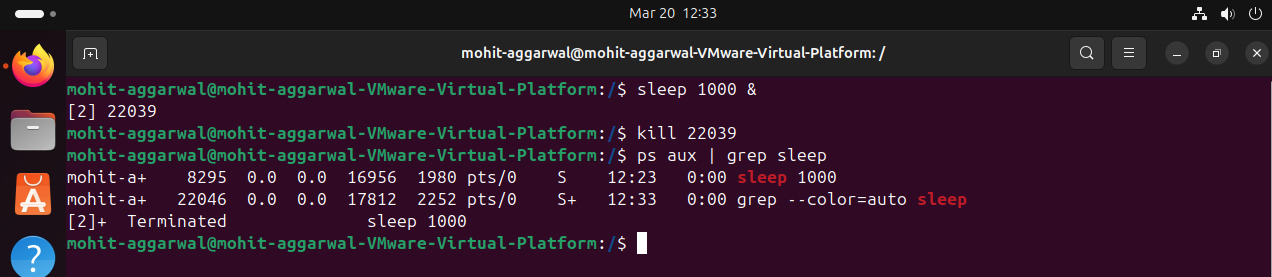 Mar 20 12:33
mohit-aggarwal@mohit-aggarwal-VMware-Virtual-Platform: /
mohit-aggarwal@mohit-aggarwal-VMware-Virtual-Platform:/$ sleep 1000 &
[2] 22039
mohit-aggarwal@mohit-aggarwal-VMware-Virtual-Platform:/$ kill 22039
mohit-aggarwal@mohit-aggarwal-VMware-Virtual-Platform:/$ ps aux | grep sleep
mohit-a+    8295  0.0  0.0  16956  1980 pts/0    S    12:23   0:00 sleep 1000
mohit-a+   22046  0.0  0.0  17812  2252 pts/0    S+   12:33   0:00 grep --color=auto sleep
[2]+  Terminated              sleep 1000
mohit-aggarwal@mohit-aggarwal-VMware-Virtual-Platform:/$